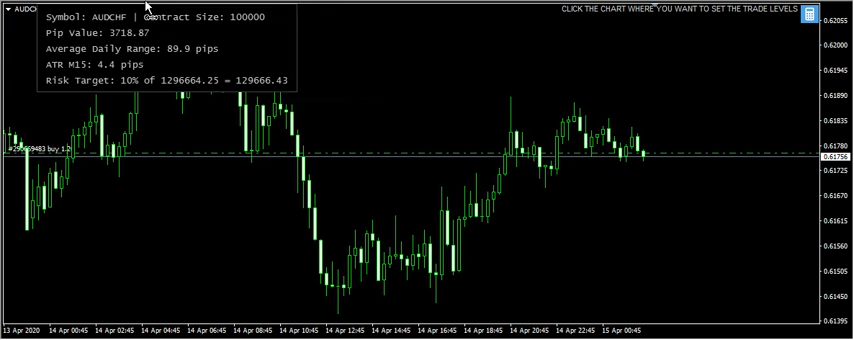 AUDCH
CLICK THE CHART WHERE YOU WANT TO SET THE TRADE LEVELS
Symbol: AUDCHF | Contract Size: 100000
Pip Value: 3718.87
Average Daily Range: 89.9 pips
ATR M15: 4.4 pips
Risk Target: 10% of 1296664.25 = 129666.43
buy 1.2
0.62055
0.62000
0.61945
0.61890
0.61835
0.61780
0.61756
0.61725
0.61670
0.61615
0.61560
0.61505
0.61450
0.61395
13 Apr 2020
14 Apr 00:45
14 Apr 02:45
14 Apr 04:45
14 Apr 06:45
14 Apr 08:45
14 Apr 10:45
14 Apr 12:45
14 Apr 14:45
14 Apr 16:45
14 Apr 18:45
14 Apr 20:45
14 Apr 22:45
15 Apr 00:45